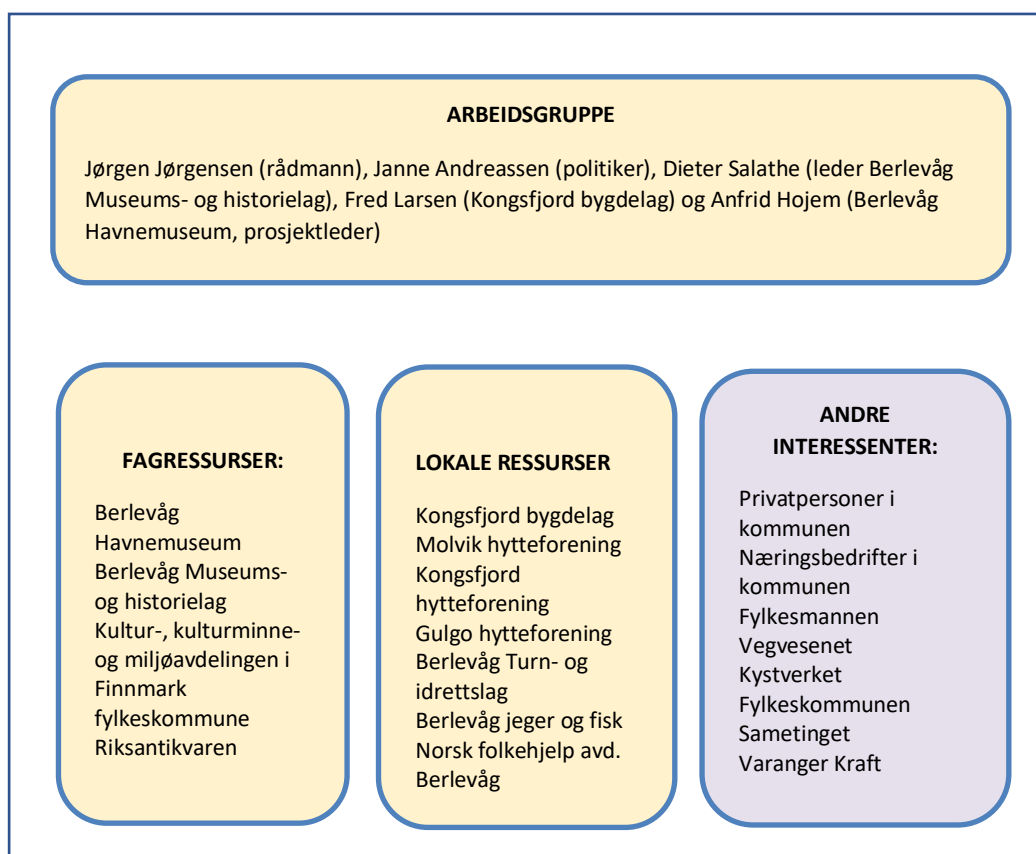 ARBEIDSGRUPPE
Jørgen Jørgensen (rådmann), Janne Andreassen (politiker), Dieter Salathe (leder Berlevåg
Museums- og historielag), Fred Larsen (Kongsfjord bygdelag) og Anfrid Hojem (Berlevåg
Havnemuseum, prosjektleder)
FAGRESSURSER:
Berlevåg
Havnemuseum
Berlevåg Museums-
og historielag
Kultur-, kulturminne-
og miljøavdelingen i
Finnmark
fylkeskommune
Riksantikvaren
LOKALE RESSURSER
Kongsfjord bygdelag
Molvik hytteforening
Kongsfjord
hytteforening
Gulgo hytteforening
Berlevåg Turn- og
idrettslag
Berlevåg jeger og fisk
Norsk folkehjelp avd.
Berlevåg
ANDRE
INTERESSENTER:
Privatpersoner i
kommunen
Næringsbedrifter i
kommunen
Fylkesmannen
Vegvesenet
Kystverket
Fylkeskommunen
Sametinget
Varanger Kraft